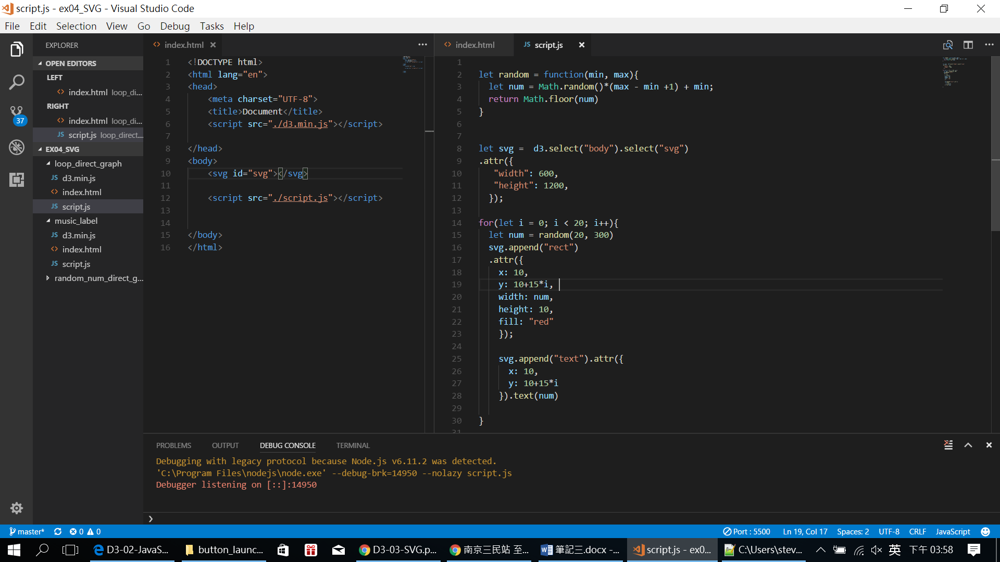 script.js - ex04_SVG - Visual Studio Code
File Edit Selection View Go Debug Tasks Help
EXPLORER
OPEN EDITORS
LEFT
index.html loop_di...
RIGHT
index.html loop_di...
JS script.js loop_direct...
EX04_SVG
loop_direct_graph
JS d3.min.js
index.html
JS script.js
music_label
JS d3.min.js
index.html
JS script.js
random_num_direct_g...
37
index.html
1 <!DOCTYPE html>
2 <html lang="en">
3 <head>
4 <meta charset="UTF-8">
5 <title>Document</title>
6 <script src="./d3.min.js"></script>
7
8 </head>
9 <body>
10 <svg id="svg"></svg>
11
12 <script src="./script.js"></script>
13
14
15 </body>
16 </html>
index.html JS script.js
1
2 let random = function(min, max){
3 let num = Math.random()*(max - min +1) + min;
4 return Math.floor(num)
5 }
6
7
8 let svg =  d3.select("body").select("svg")
9 .attr({
10 "width": 600,
11 "height": 1200,
12 });
13
14 for(let i = 0; i < 20; i++){
15 let num = random(20, 300)
16 svg.append("rect")
17 .attr({
18 x: 10,
19 y: 10+15*i,
20 width: num,
21 height: 10,
22 fill: "red"
23 });
24
25 svg.append("text").attr({
26 x: 10,
27 y: 10+15*i
28 }).text(num)
29
30 }
31
PROBLEMS OUTPUT DEBUG CONSOLE TERMINAL
Debugging with legacy protocol because Node.js v6.11.2 was detected.
'C:\Program Files\nodejs\node.exe' --debug-brk=14950 --nolazy script.js
Debugger listening on [::]:14950
master* 0 0 Port : 5500 Ln 19, Col 17 Spaces: 2 UTF-8 CRLF JavaScript
D3-02-JavaS... button_launc... D3-03-SVG.p... 南京三民站 至... 筆記三.docx -... script.js - ex0... C:\Users\stev... 英 下午 03:58